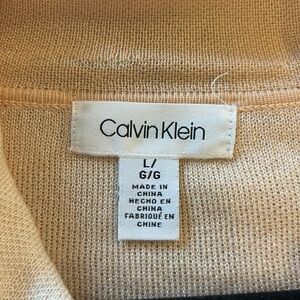 Calvin Klein
L/
G/G
MADE IN
CHINA
HECHO EN
CHINA
FABRIQUÉ EN
CHINE